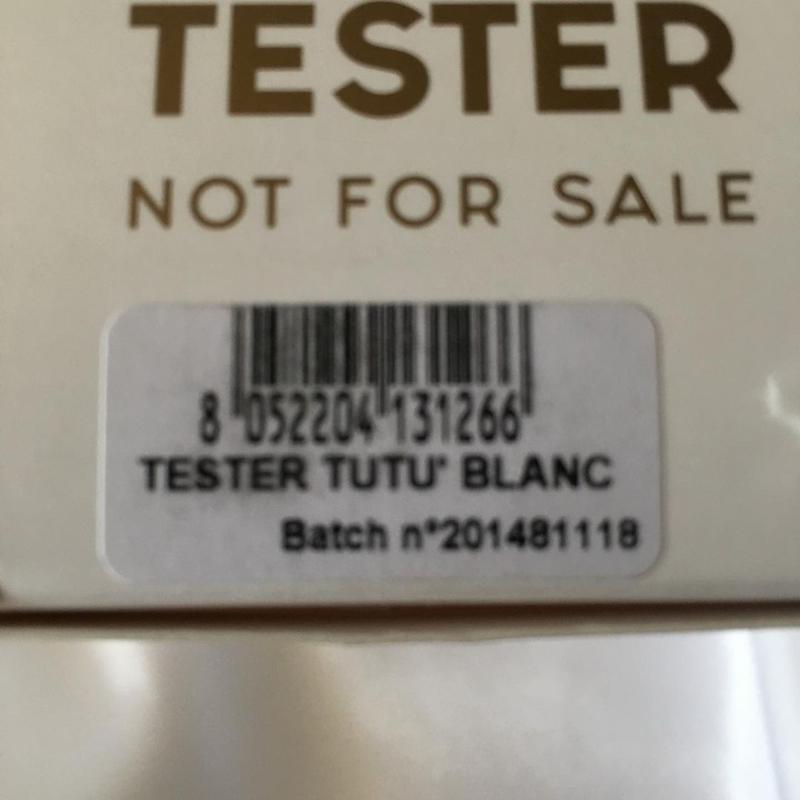 TESTER
NOT FOR SALE
8 052204 131266
TESTER TUTU' BLANC
Batch n°201481118